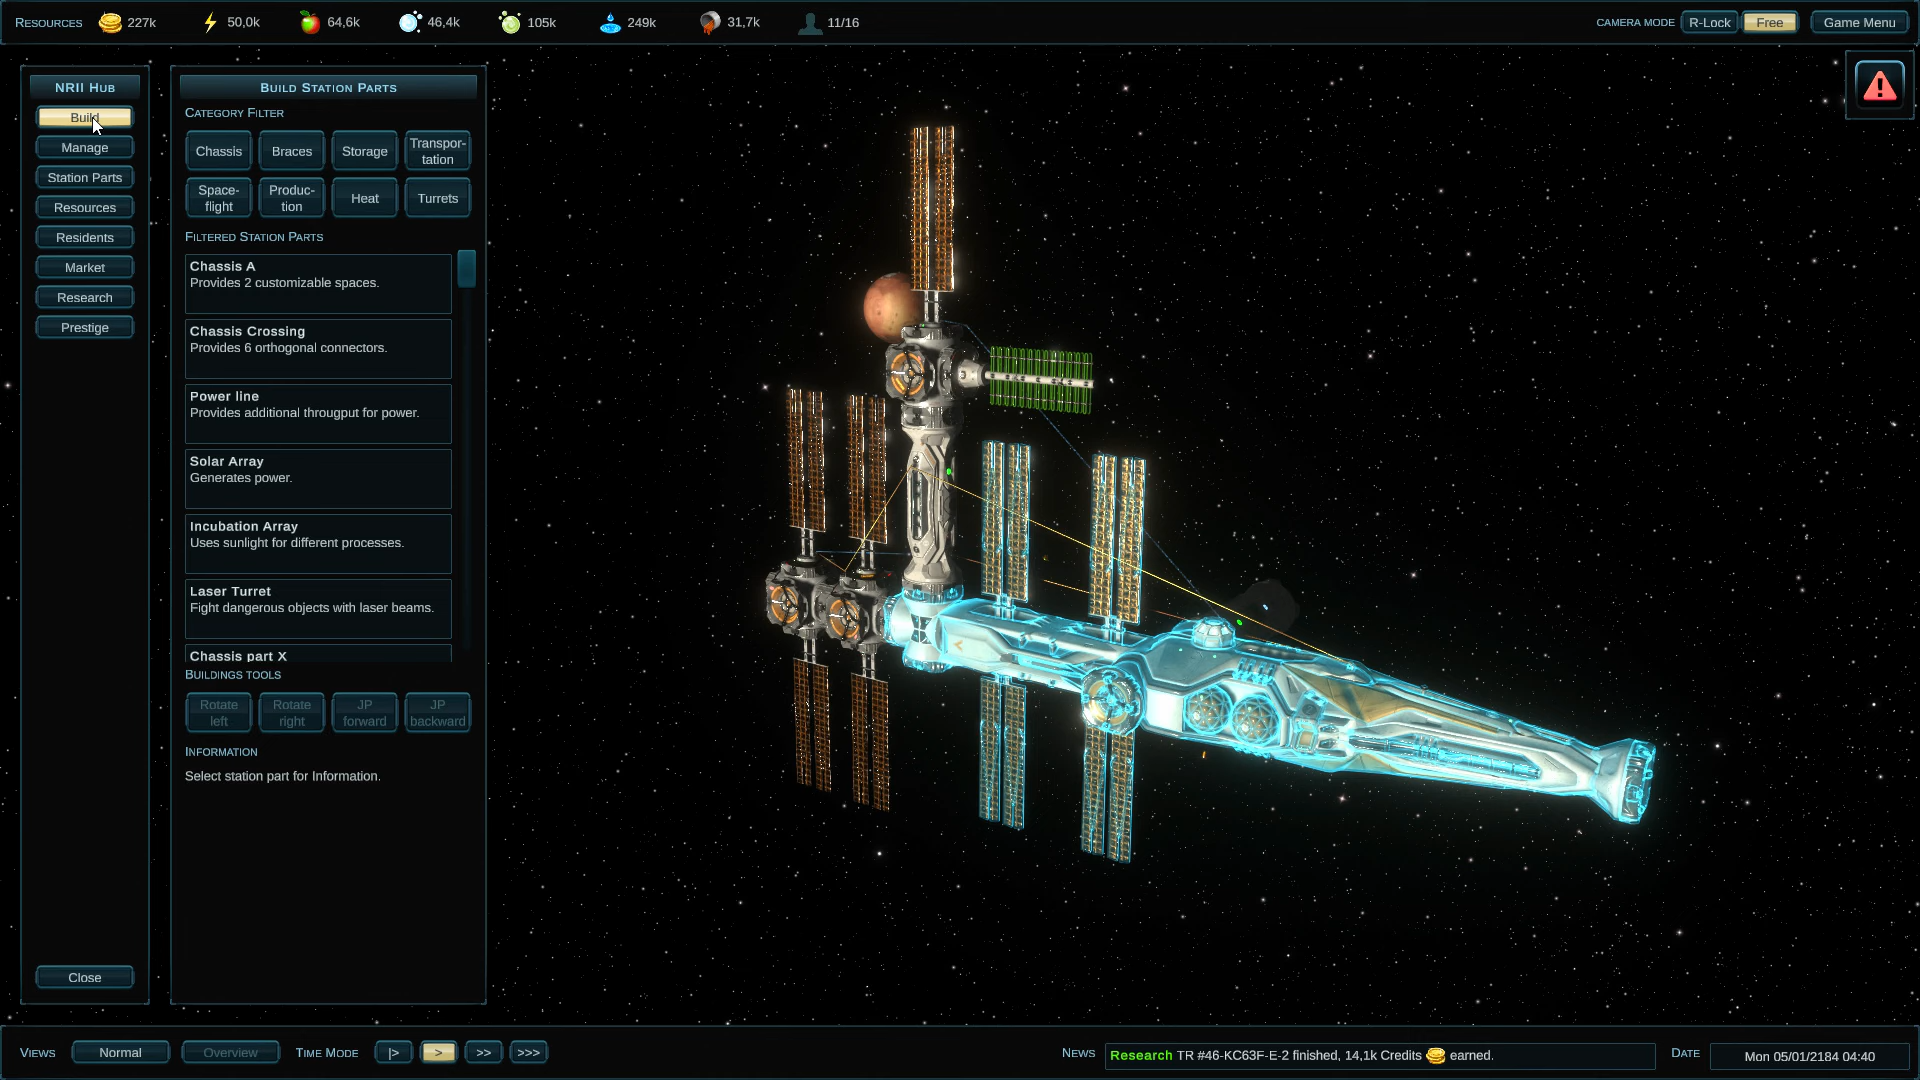 Resources 227k 50,0k 64,6k 46,4k 105k 249k 31,7k 11/16 Camera Mode R-Lock Free Game Menu
NRII Hub
Build
Manage
Station Parts
Resources
Residents
Market
Research
Prestige
Close
Build Station Parts
Category Filter
Chassis Braces Storage Transpor-
tation
Space-
flight
Produc-
tion
Heat Turrets
Filtered Station Parts
Chassis A
Provides 2 customizable spaces.
Chassis Crossing
Provides 6 orthogonal connectors.
Power line
Provides additional througput for power.
Solar Array
Generates power.
Incubation Array
Uses sunlight for different processes.
Laser Turret
Fight dangerous objects with laser beams.
Chassis part X
Buildings tools
Rotate
left
Rotate
right
JP
forward
JP
backward
Information
Select station part for Information.
Views Normal Overview Time Mode |> > >> >>>
News Research TR #46-KC63F-E-2 finished, 14,1k Credits earned. Date Mon 05/01/2184 04:40